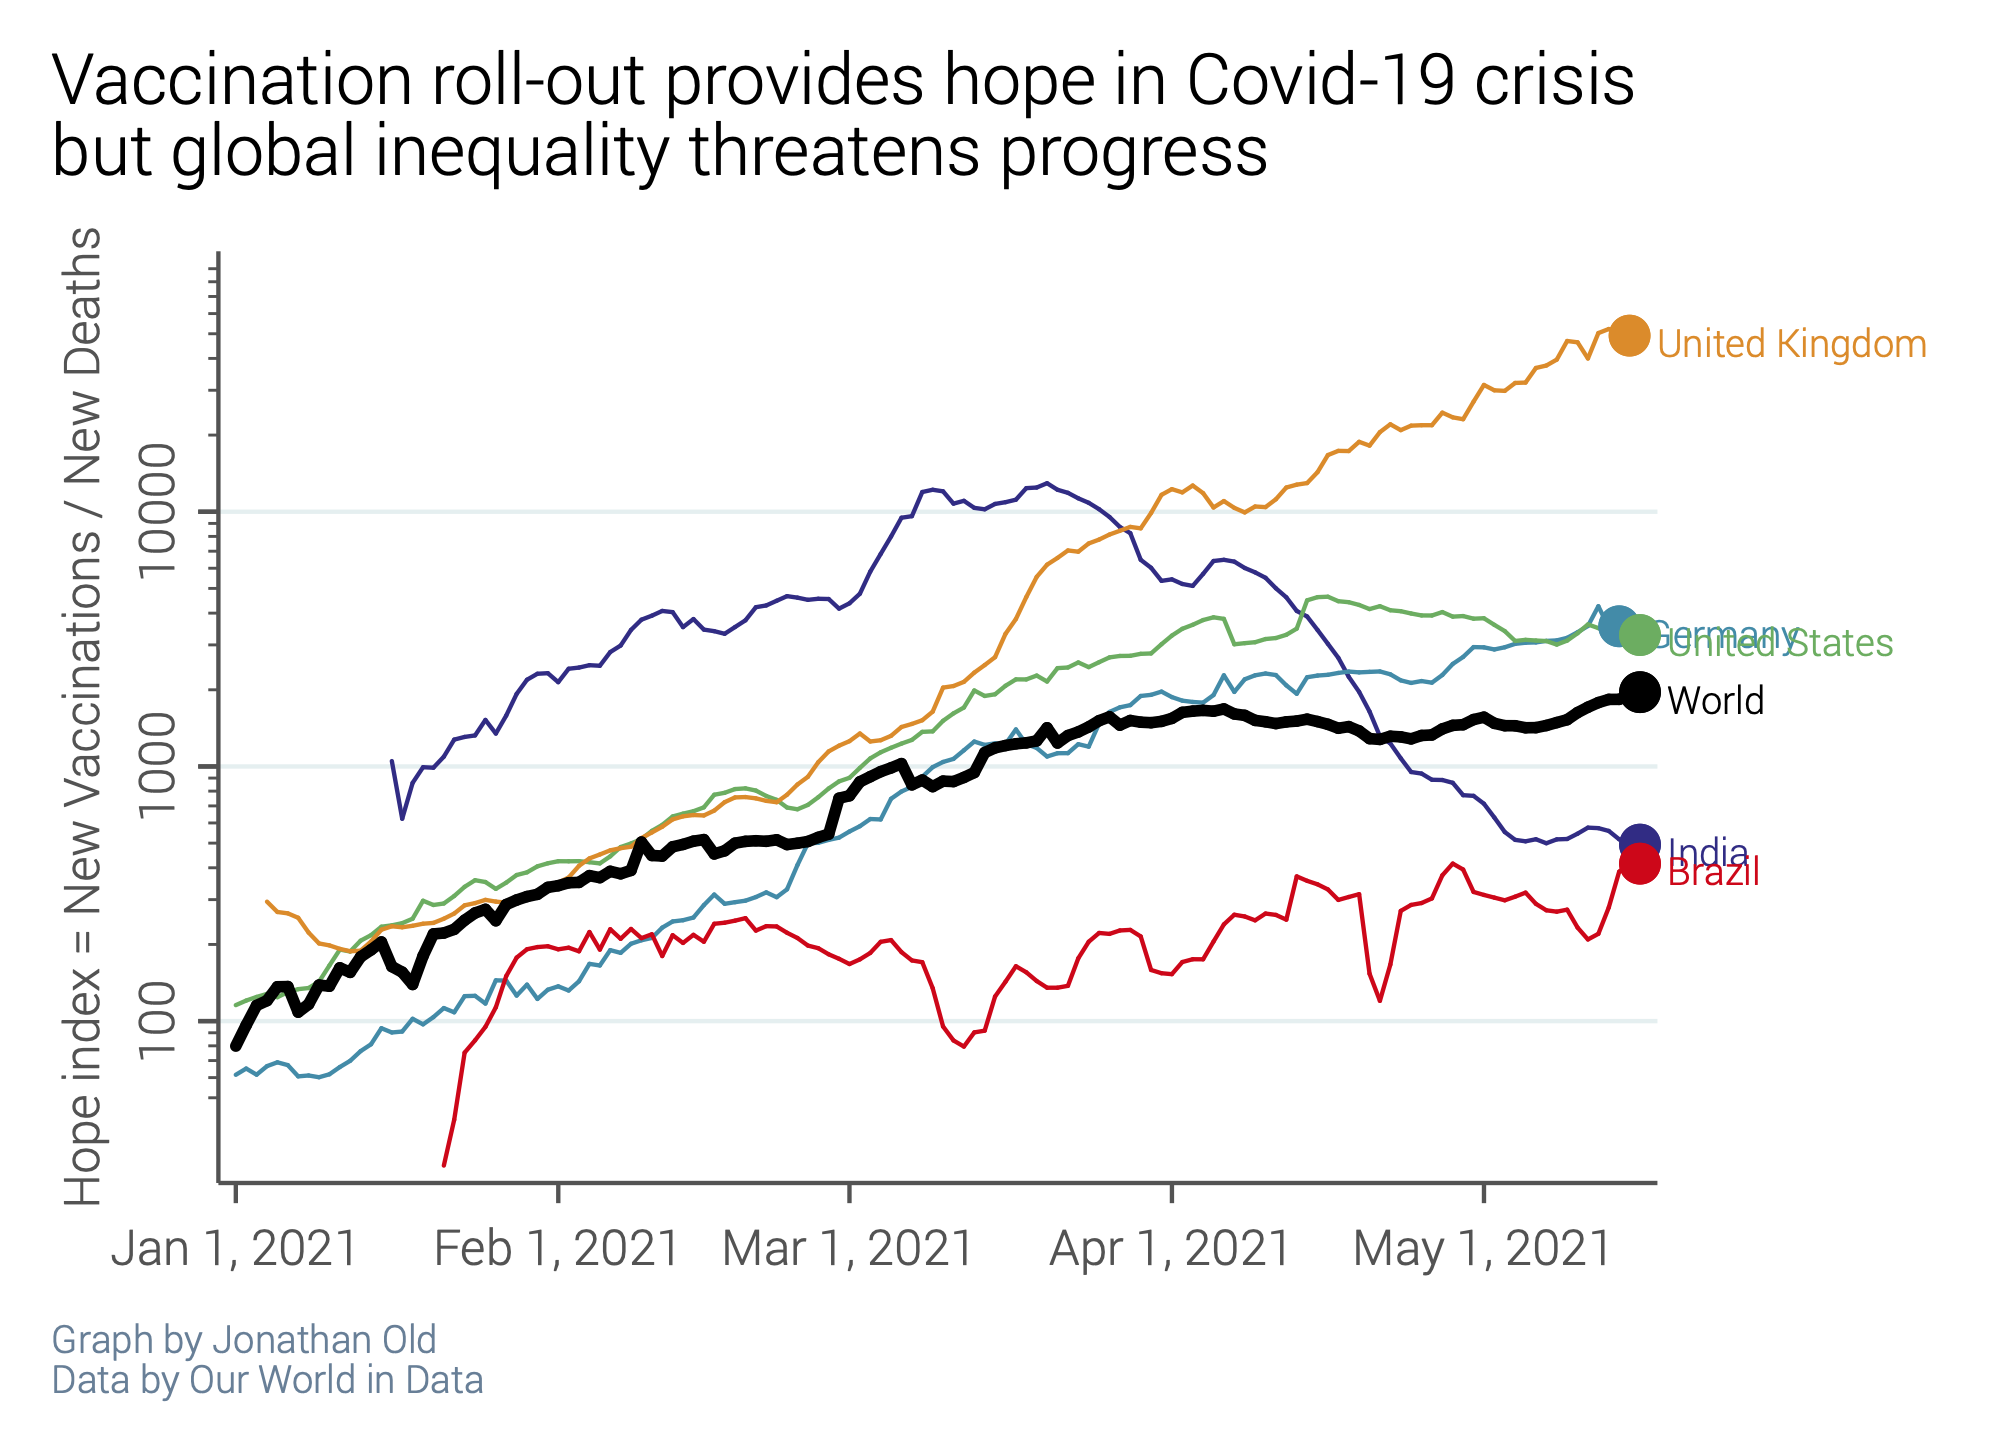 Vaccination roll-out provides hope in Covid-19 crisis
but global inequality threatens progress
Hope index = New Vaccinations / New Deaths
10000
1000
100
United Kingdom
Germany
United States
World
India
Brazil
Jan 1, 2021
Feb 1, 2021
Mar 1, 2021
Apr 1, 2021
May 1, 2021
Graph by Jonathan Old
Data by Our World in Data